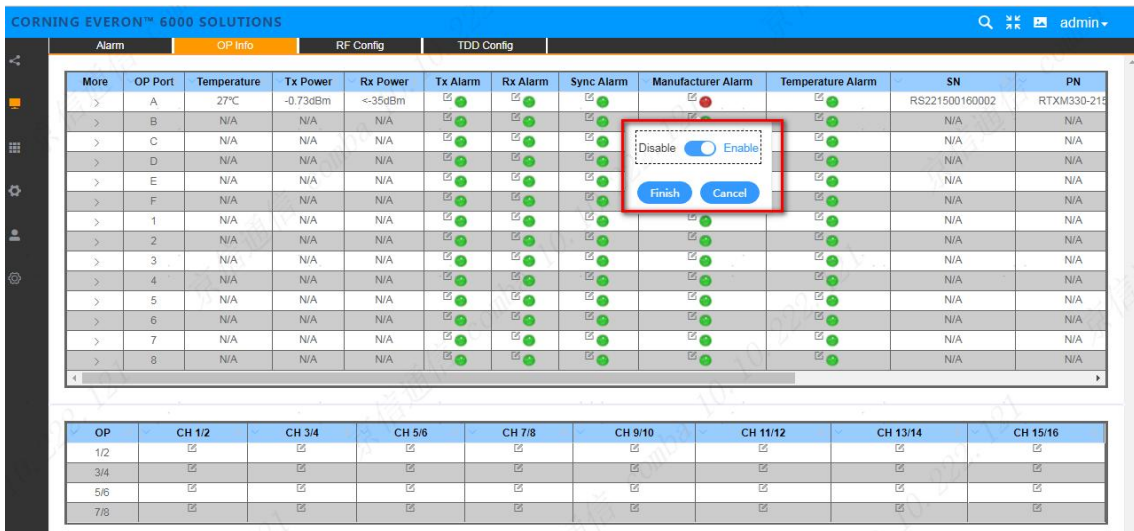 CORNING EVERON™ 6000 SOLUTIONS admin
Alarm OP Info RF Config TDD Config
More OP Port Temperature Tx Power Rx Power Tx Alarm Rx Alarm Sync Alarm Manufacturer Alarm Temperature Alarm SN PN
A 27℃ -0.73dBm <-35dBm RS221500160002 RTXM330-215
B N/A N/A N/A N/A N/A
C N/A N/A N/A N/A N/A
Disable Enable
D N/A N/A N/A N/A N/A
E N/A N/A N/A N/A N/A
Finish Cancel
F N/A N/A N/A N/A N/A
1 N/A N/A N/A N/A N/A
2 N/A N/A N/A N/A N/A
3 N/A N/A N/A N/A N/A
4 N/A N/A N/A N/A N/A
5 N/A N/A N/A N/A N/A
6 N/A N/A N/A N/A N/A
7 N/A N/A N/A N/A N/A
8 N/A N/A N/A N/A N/A
OP CH 1/2 CH 3/4 CH 5/6 CH 7/8 CH 9/10 CH 11/12 CH 13/14 CH 15/16
1/2
3/4
5/6
7/8